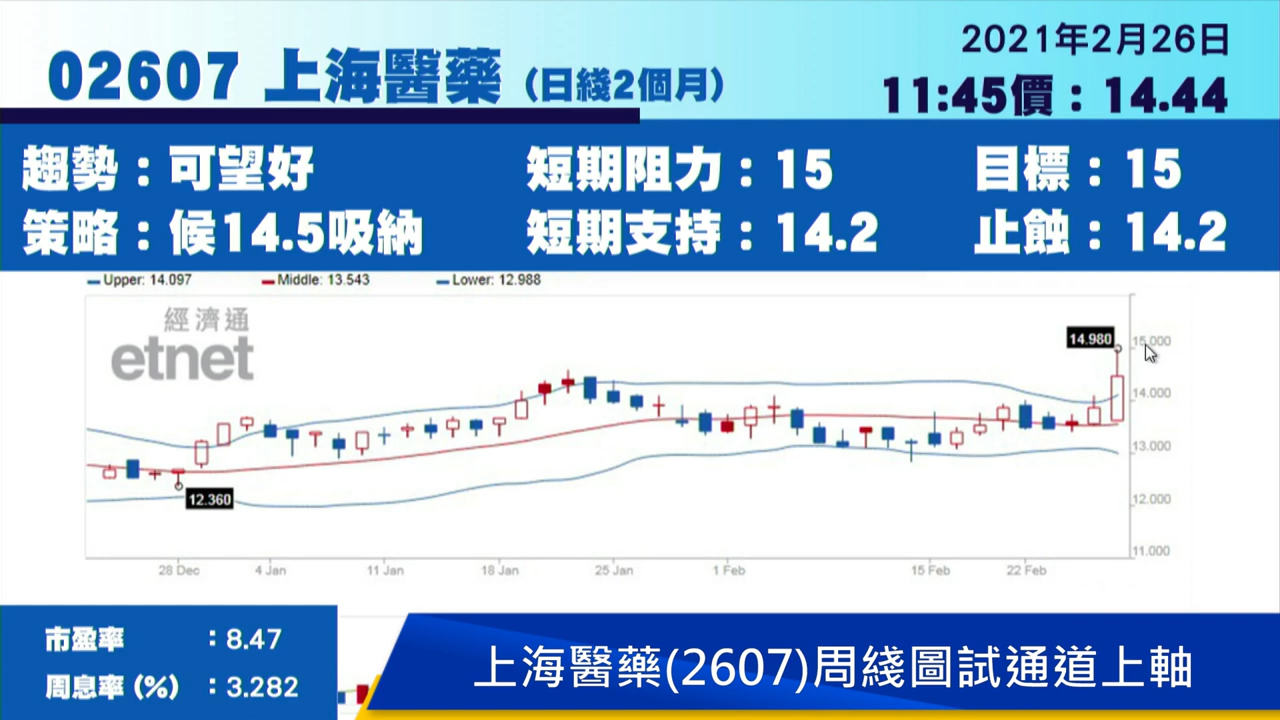 02607 上海醫藥 (日綫2個月)
2021年2月26日
11:45價：14.44
趨勢：可望好
短期阻力：15
目標：15
策略：候14.5吸納
短期支持：14.2
止蝕：14.2
Upper: 14.097 Middle: 13.543 Lower: 12.988
經濟通
etnet
14.980
12.360
15.000
14.000
13.000
12.000
11.000
28 Dec 4 Jan 11 Jan 18 Jan 25 Jan 1 Feb 15 Feb 22 Feb
市盈率 ：8.47
周息率 (%) ：3.282
上海醫藥(2607)周綫圖試通道上軸